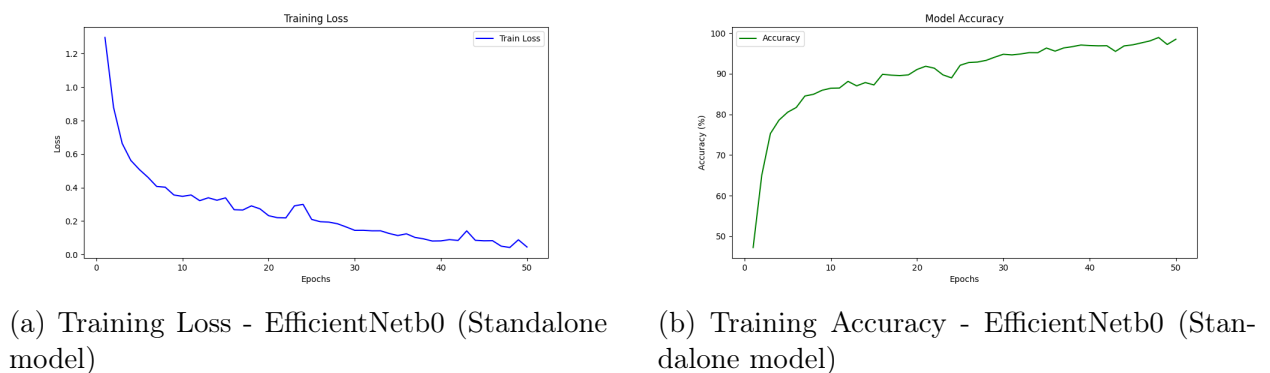 Training Loss
Train Loss
1.2
1.0
0.8
0.6
0.4
0.2
0.0
Loss
0 10 20 30 40 50
Epochs
Model Accuracy
Accuracy
100
90
80
70
60
50
Accuracy (%)
0 10 20 30 40 50
Epochs
(a) Training Loss - EfficientNetb0 (Standalone
model)
(b) Training Accuracy - EfficientNetb0 (Stan-
dalone model)